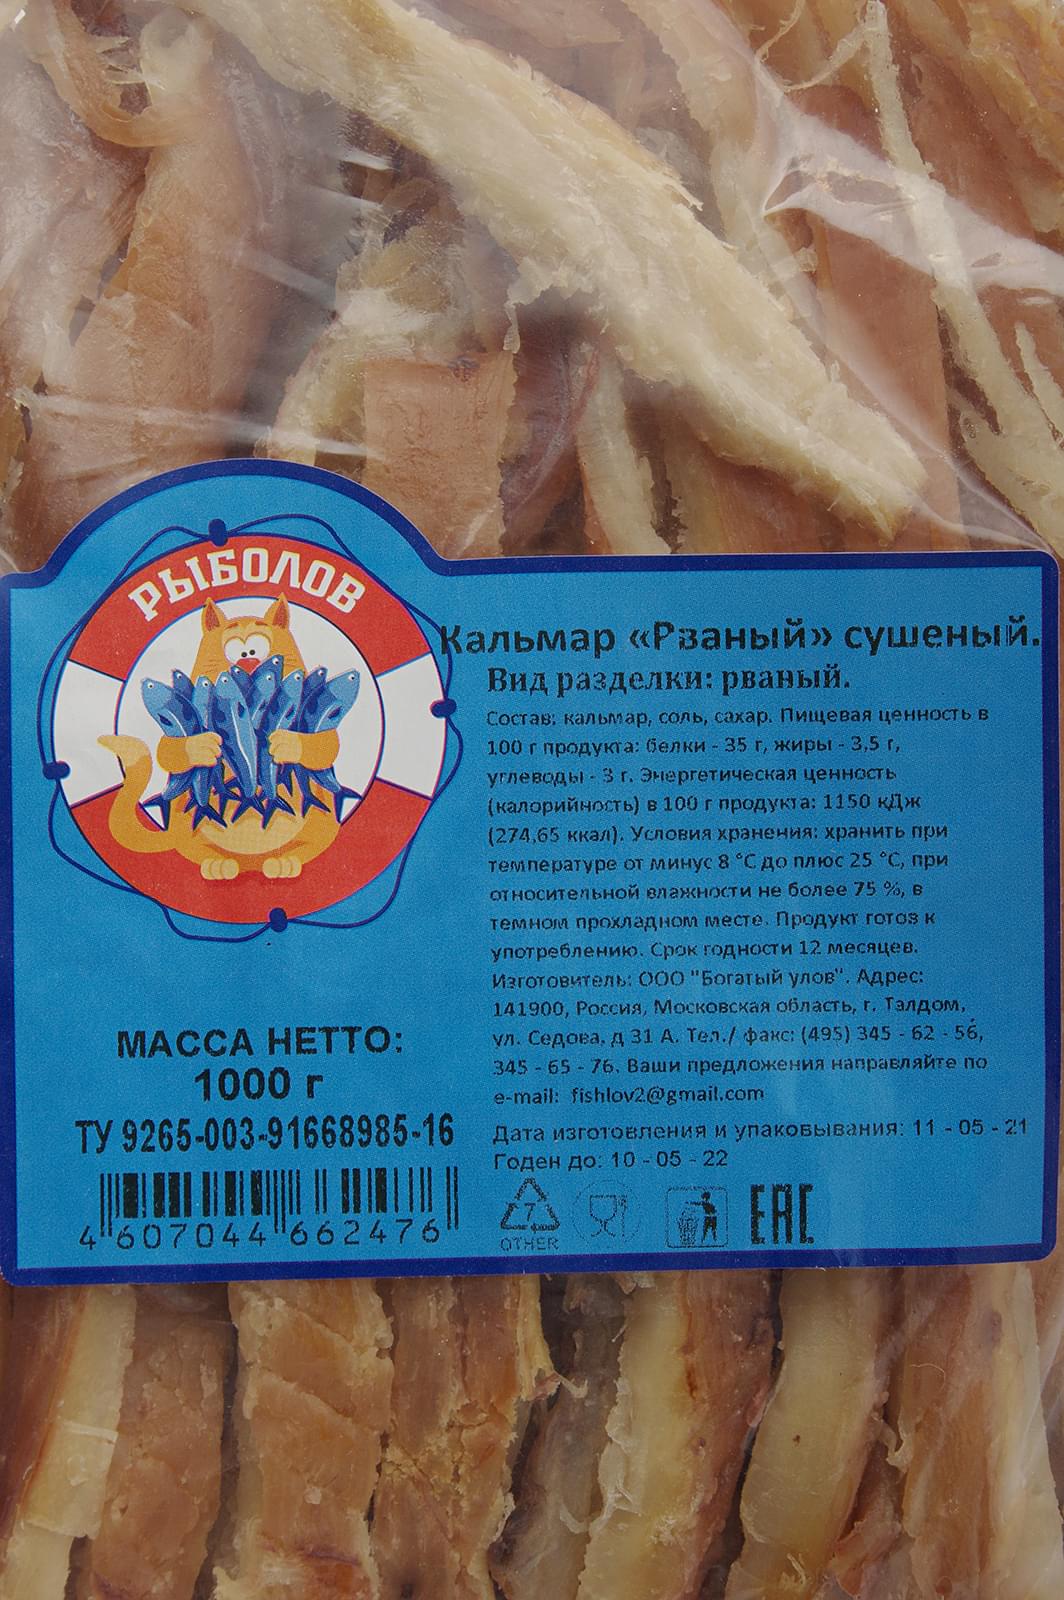 РЫБОЛОВ
Кальмар «Рваный» сушеный.
Вид разделки: рваный.
Состав: кальмар, соль, сахар. Пищевая ценность в
100 г продукта: белки - 35 г, жиры - 3,5 г,
углеводы - 3 г. Энергетическая ценность
(калорийность) в 100 г продукта: 1150 кДж
(274,65 ккал). Условия хранения: хранить при
температуре от минус 8 °С до плюс 25 °С, при
относительной влажности не более 75 %, в
темном прохладном месте. Продукт готов к
употреблению. Срок годности 12 месяцев.
Изготовитель: ООО "Богатый улов". Адрес:
141900, Россия, Московская область, г. Талдом,
ул. Седова, д 31 А. Тел./ факс: (495) 345 - 62 - 56,
345 - 65 - 76. Ваши предложения направляйте по
e-mail: fishlov2@gmail.com
Дата изготовления и упаковывания: 11 - 05 - 21
Годен до: 10 - 05 - 22
МАССА НЕТТО:
1000 г
ТУ 9265-003-91668985-16
4 607044 662476
7
OTHER
ЕАС